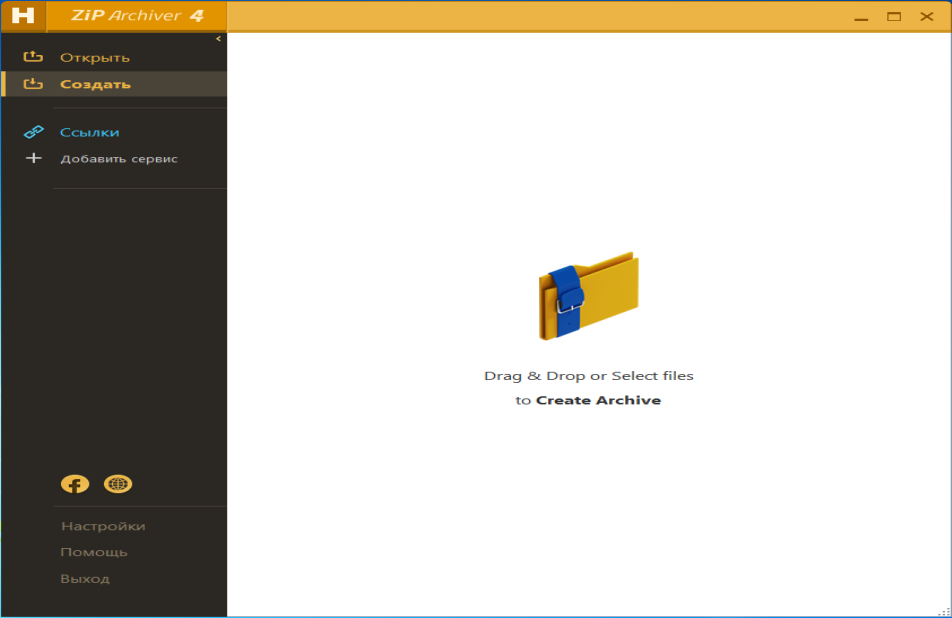 H ZiP Archiver 4
Открыть
Создать
Ссылки
Добавить сервис
Drag & Drop or Select files
to Create Archive
Настройки
Помощь
Выход